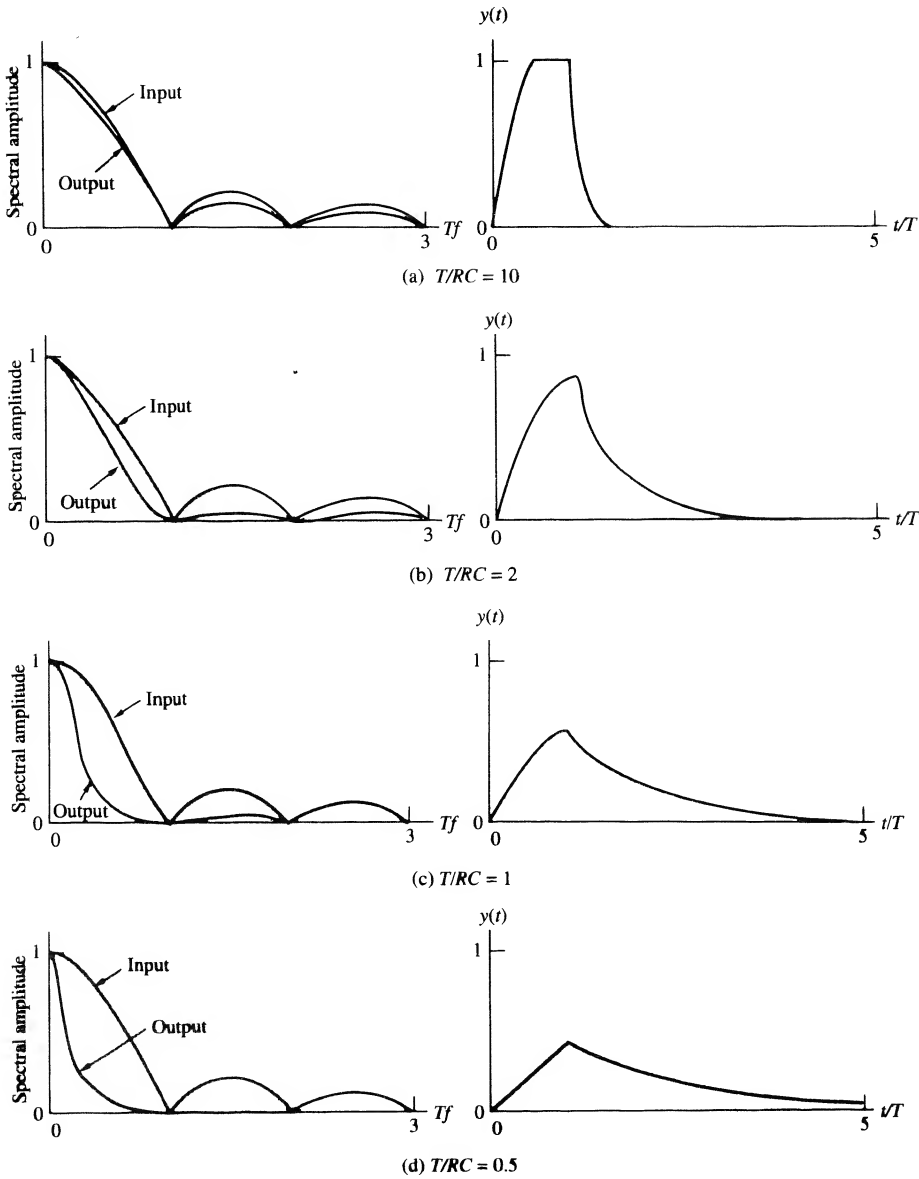 y(t)
Spectral amplitude
1
Input
Output
0
0
3
Tf
1
0
0
5
t/T
(a) T/RC = 10
y(t)
Spectral amplitude
1
Input
Output
0
0
3
Tf
1
0
0
5
t/T
(b) T/RC = 2
y(t)
Spectral amplitude
1
Input
Output
0
0
3
Tf
1
0
0
5
t/T
(c) T/RC = 1
y(t)
Spectral amplitude
1
Input
Output
0
0
3
Tf
1
0
0
5
t/T
(d) T/RC = 0.5